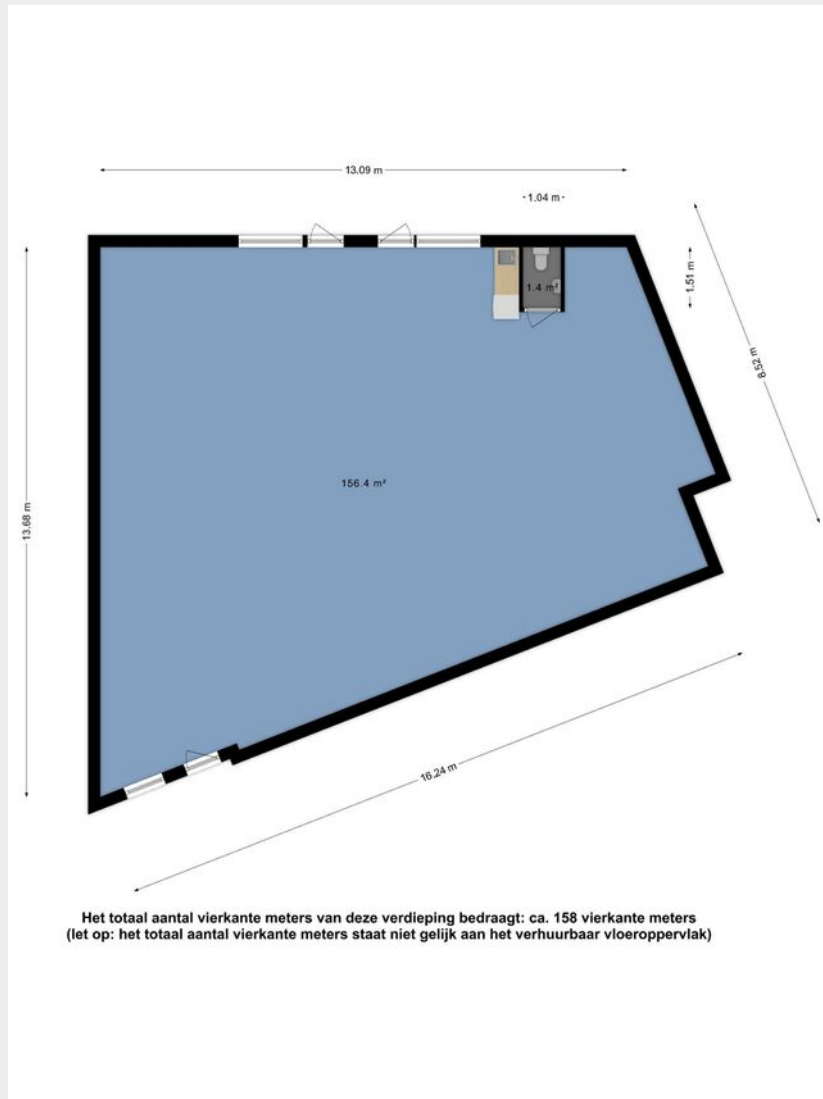 13.09 m
1.04 m
1.51 m
1.4 m²
8.52 m
156.4 m²
13.68 m
16.24 m
Het totaal aantal vierkante meters van deze verdieping bedraagt: ca. 158 vierkante meters
(let op: het totaal aantal vierkante meters staat niet gelijk aan het verhuurbaar vloeroppervlak)